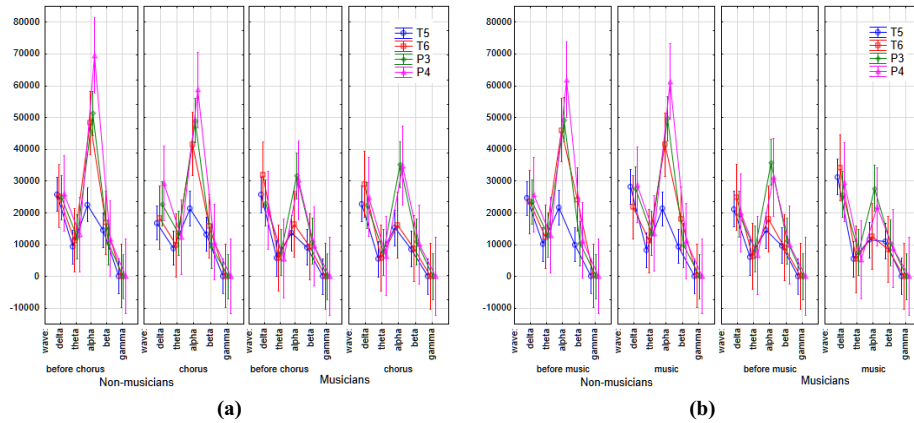 80000
70000
60000
50000
40000
30000
20000
10000
0
-10000
T5
T6
P3
P4
wave: delta theta alpha beta gamma
wave: delta theta alpha beta gamma
wave: delta theta alpha beta gamma
wave: delta theta alpha beta gamma
before chorus chorus before chorus chorus
Non-musicians Musicians
(a)
80000
70000
60000
50000
40000
30000
20000
10000
0
-10000
T5
T6
P3
P4
wave: delta theta alpha beta gamma
wave: delta theta alpha beta gamma
wave: delta theta alpha beta gamma
wave: delta theta alpha beta gamma
before music music before music music
Non-musicians Musicians
(b)